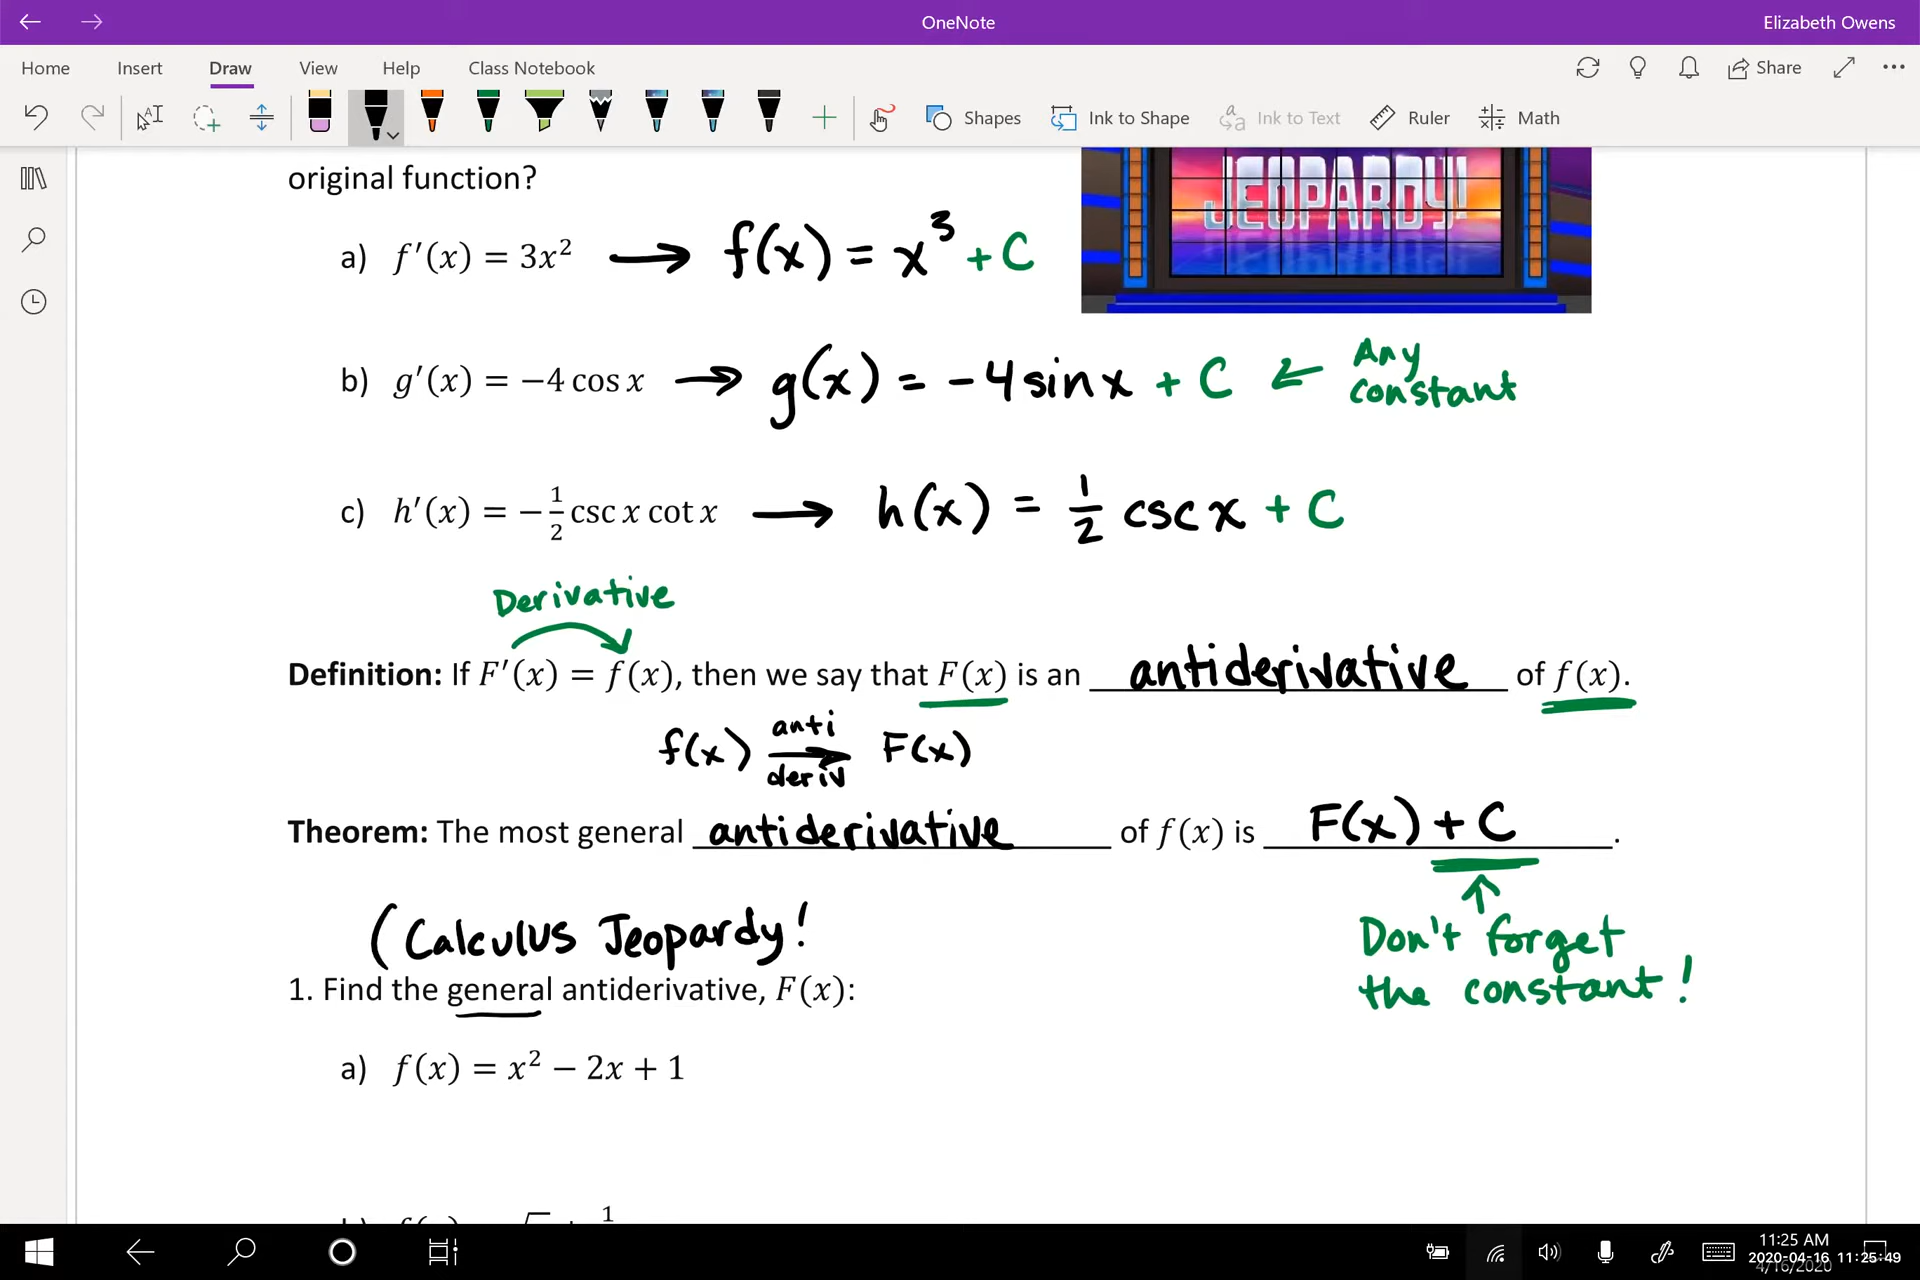 OneNote
Elizabeth Owens
Home Insert Draw View Help Class Notebook Share
Shapes Ink to Shape Ink to Text Ruler Math
original function?
JEOPARDY!
a) f′(x) = 3x² → f(x) = x³ + C
b) g′(x) = −4 cos x → g(x) = −4 sin x + C ← Any constant
c) h′(x) = −1/2 csc x cot x → h(x) = 1/2 csc x + C
Derivative
Definition: If F′(x) = f(x), then we say that F(x) is an antiderivative of f(x).
f(x) anti deriv → F(x)
Theorem: The most general antiderivative of f(x) is F(x) + C.
↑
(Calculus Jeopardy!
Don't forget
the constant!
1. Find the general antiderivative, F(x):
a) f(x) = x² − 2x + 1
11:25 AM
2020-04-16 11:25:49
4/16/2020